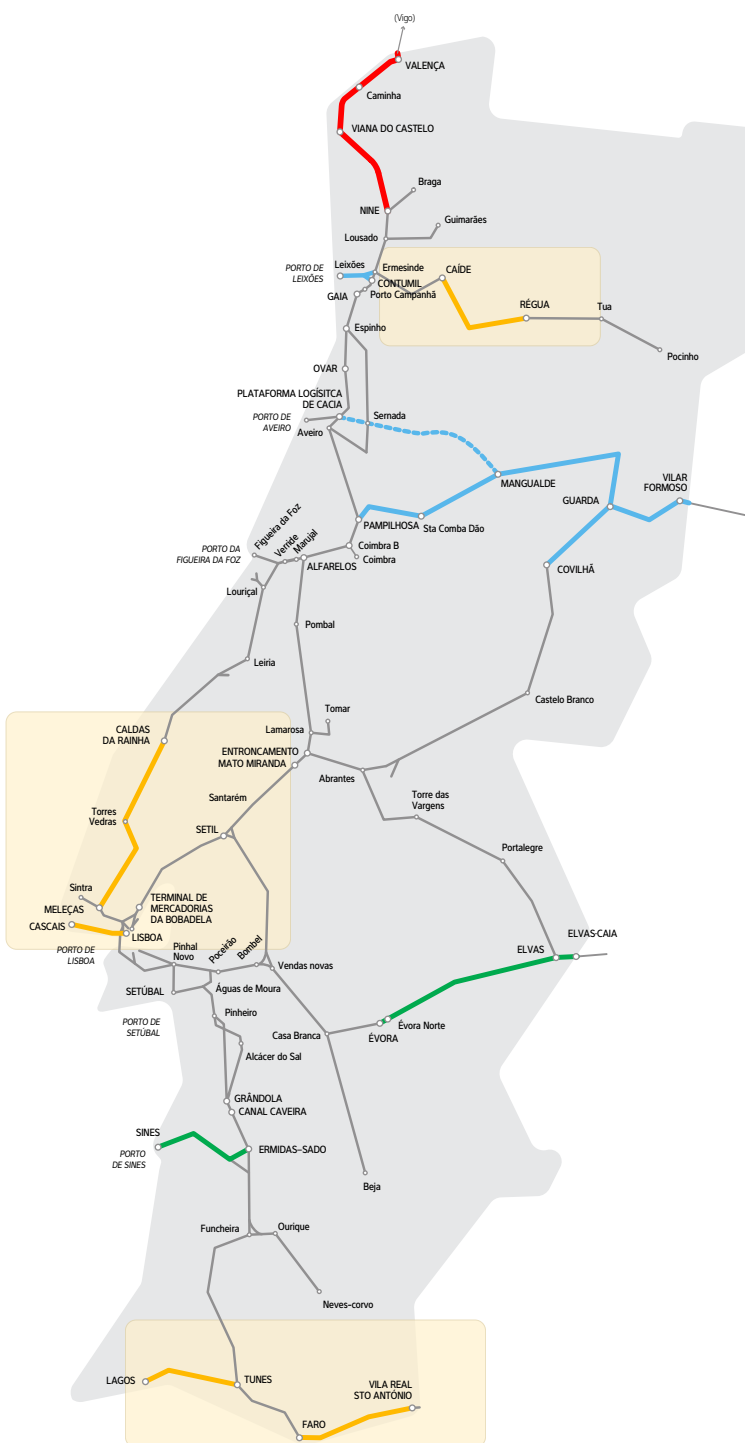 (Vigo)
VALENÇA
Caminha
VIANA DO CASTELO
Braga
NINE
Guimarães
Lousado
PORTO DE
LEIXÕES
Leixões
Ermesinde
CONTUMIL
CAÍDE
GAIA
Porto Campanhã
RÉGUA
Tua
Espinho
Pocinho
OVAR
PLATAFORMA LOGÍSITCA
DE CACIA
PORTO DE
AVEIRO
Sernada
Aveiro
MANGUALDE
VILAR
FORMOSO
GUARDA
PAMPILHOSA
Sta Comba Dão
Figueira da Foz
Verride
Marujal
PORTO DA
FIGUEIRA DA FOZ
Coimbra B
Coimbra
ALFARELOS
COVILHÃ
Louriçal
Pombal
Leiria
Castelo Branco
Tomar
CALDAS
DA RAINHA
Lamarosa
ENTRONCAMENTO
MATO MIRANDA
Abrantes
Santarém
Torre das
Vargens
Torres
Vedras
SETIL
Portalegre
Sintra
MELEÇAS
TERMINAL DE
MERCADORIAS
DA BOBADELA
CASCAIS
LISBOA
PORTO DE
LISBOA
Pinhal
Novo
Poceirão
Bombel
Vendas novas
ELVAS
ELVAS-CAIA
SETÚBAL
Águas de Moura
PORTO DE
SETÚBAL
Pinheiro
Casa Branca
Évora Norte
ÉVORA
Alcácer do Sal
GRÂNDOLA
CANAL CAVEIRA
SINES
PORTO
DE SINES
ERMIDAS-SADO
Beja
Funcheira
Ourique
Neves-corvo
LAGOS
TUNES
VILA REAL
STO ANTÓNIO
FARO